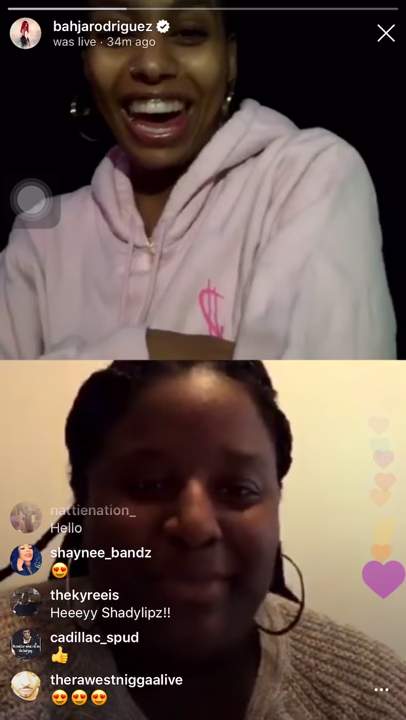 bahjarodriguez
was live · 34m ago
nattienation_
Hello
shaynee_bandz
😍
thekyreeis
Heeeyy Shadylipz!!
cadillac_spud
👍
therawestniggaalive
😍😍😍